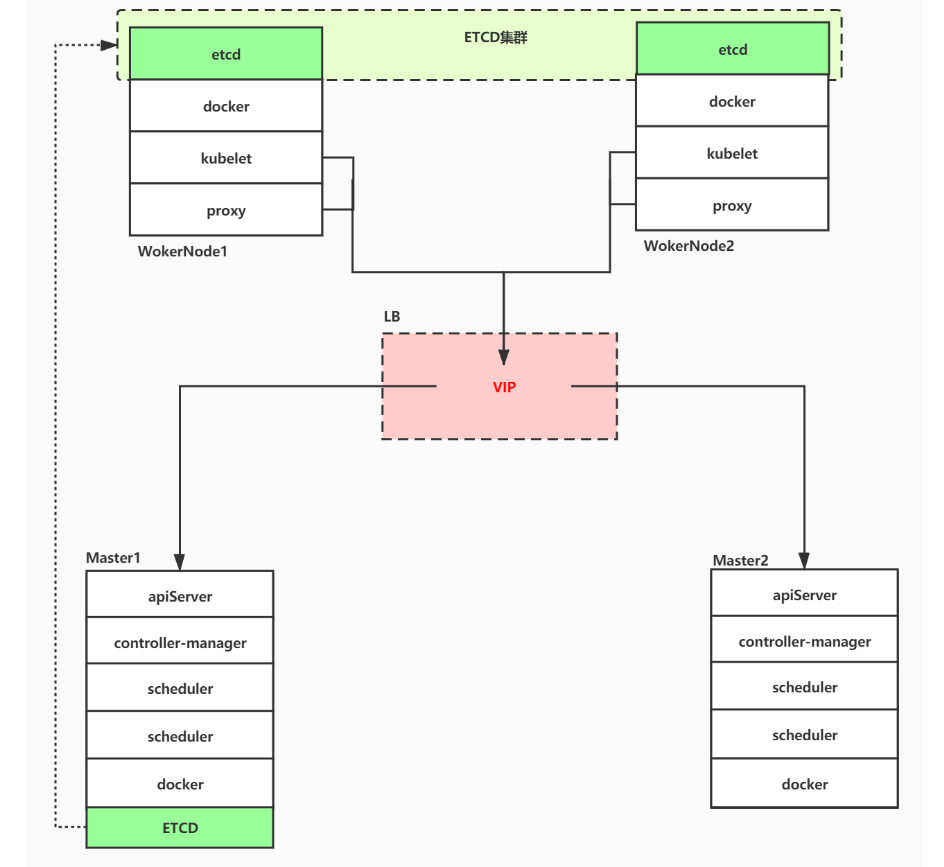 ETCD集群
etcd
docker
kubelet
proxy
WokerNode1
etcd
docker
kubelet
proxy
WokerNode2
LB
VIP
Master1
apiServer
controller-manager
scheduler
scheduler
docker
ETCD
Master2
apiServer
controller-manager
scheduler
scheduler
docker